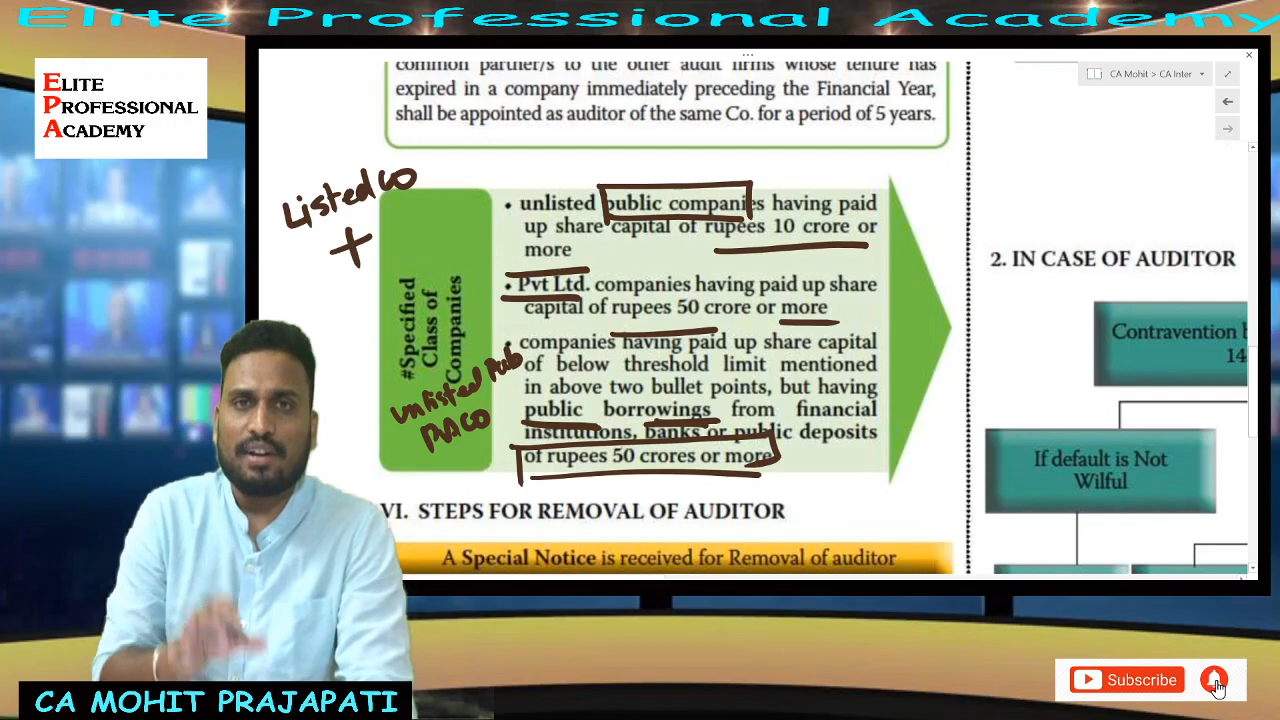 Elite Professional Academy
ELITE
PROFESSIONAL
ACADEMY
common partner/s to the other audit firms whose tenure has
expired in a company immediately preceding the Financial Year,
shall be appointed as auditor of the same Co. for a period of 5 years.
CA Mohit > CA Inter
Listed co
+
#Specified
Class of
Companies
• unlisted public companies having paid
up share capital of rupees 10 crore or
more
• Pvt Ltd. companies having paid up share
capital of rupees 50 crore or more
• companies having paid up share capital
of below threshold limit mentioned
in above two bullet points, but having
public borrowings from financial
institutions, banks or public deposits
of rupees 50 crores or more
unlisted Pub
VI. STEPS FOR REMOVAL OF AUDITOR
A Special Notice is received for Removal of auditor
2. IN CASE OF AUDITOR
Contravention
14
If default is Not
Wilful
Subscribe
CA MOHIT PRAJAPATI